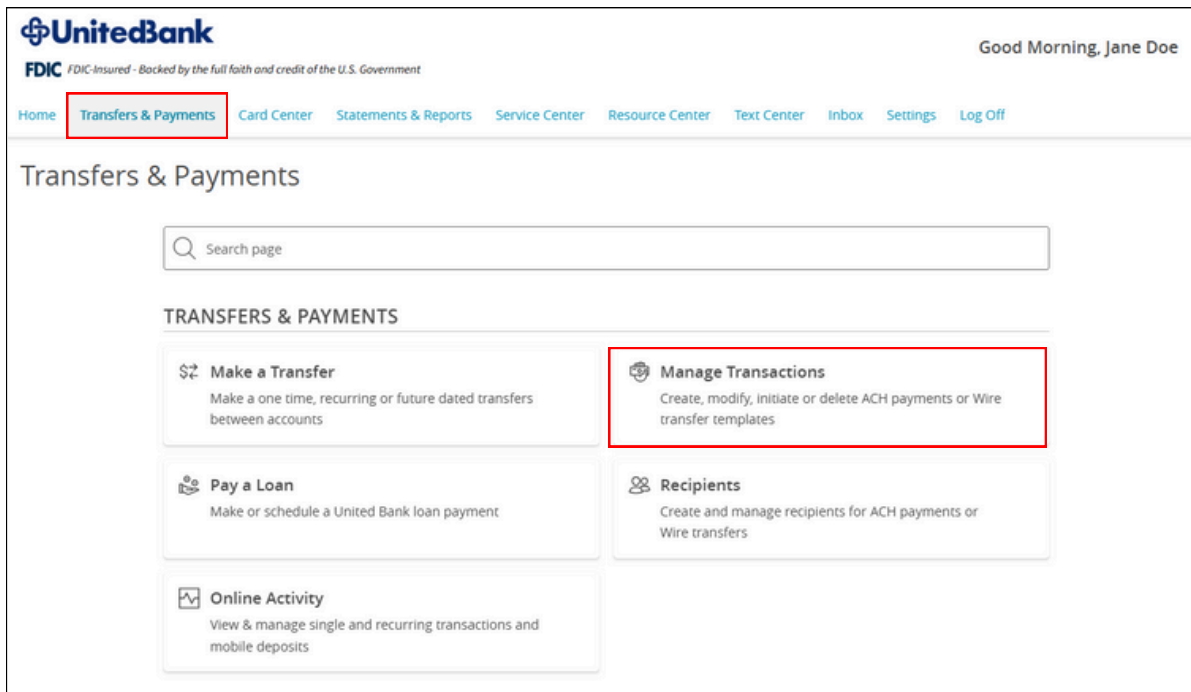 UnitedBank
Good Morning, Jane Doe
FDIC FDIC-Insured - Backed by the full faith and credit of the U.S. Government
Home Transfers & Payments Card Center Statements & Reports Service Center Resource Center Text Center Inbox Settings Log Off
Transfers & Payments
Search page
TRANSFERS & PAYMENTS
Make a Transfer
Make a one time, recurring or future dated transfers
between accounts
Manage Transactions
Create, modify, initiate or delete ACH payments or Wire
transfer templates
Pay a Loan
Make or schedule a United Bank loan payment
Recipients
Create and manage recipients for ACH payments or
Wire transfers
Online Activity
View & manage single and recurring transactions and
mobile deposits